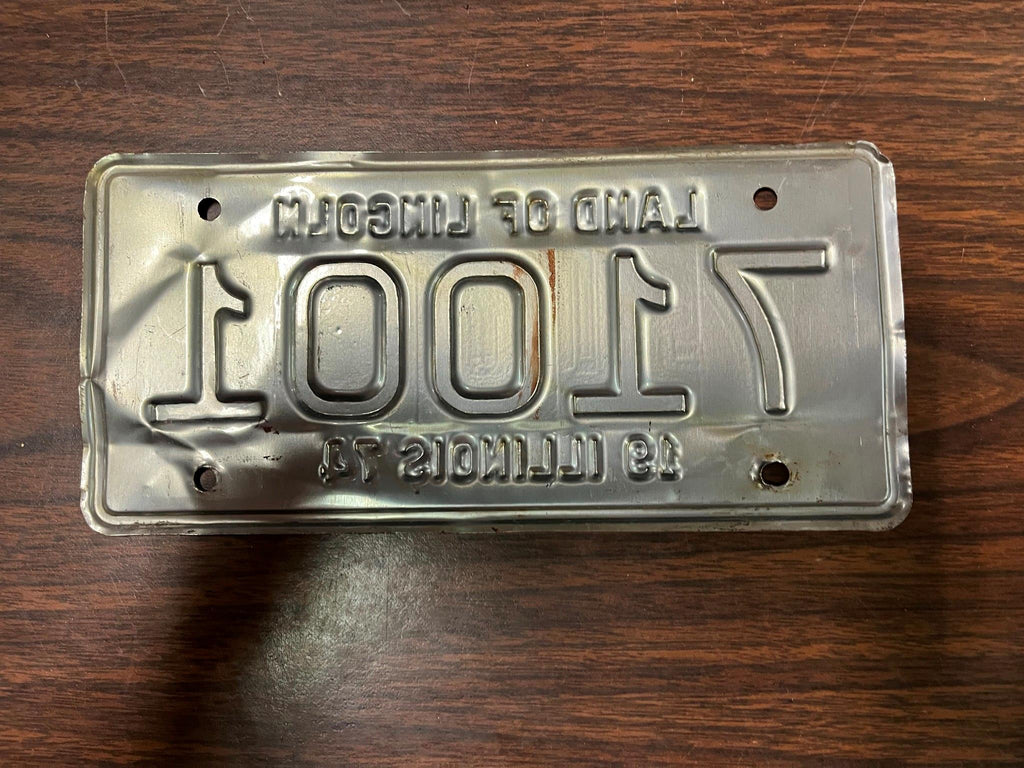 LAND OF LINCOLN
71001
19 ILLINOIS 74